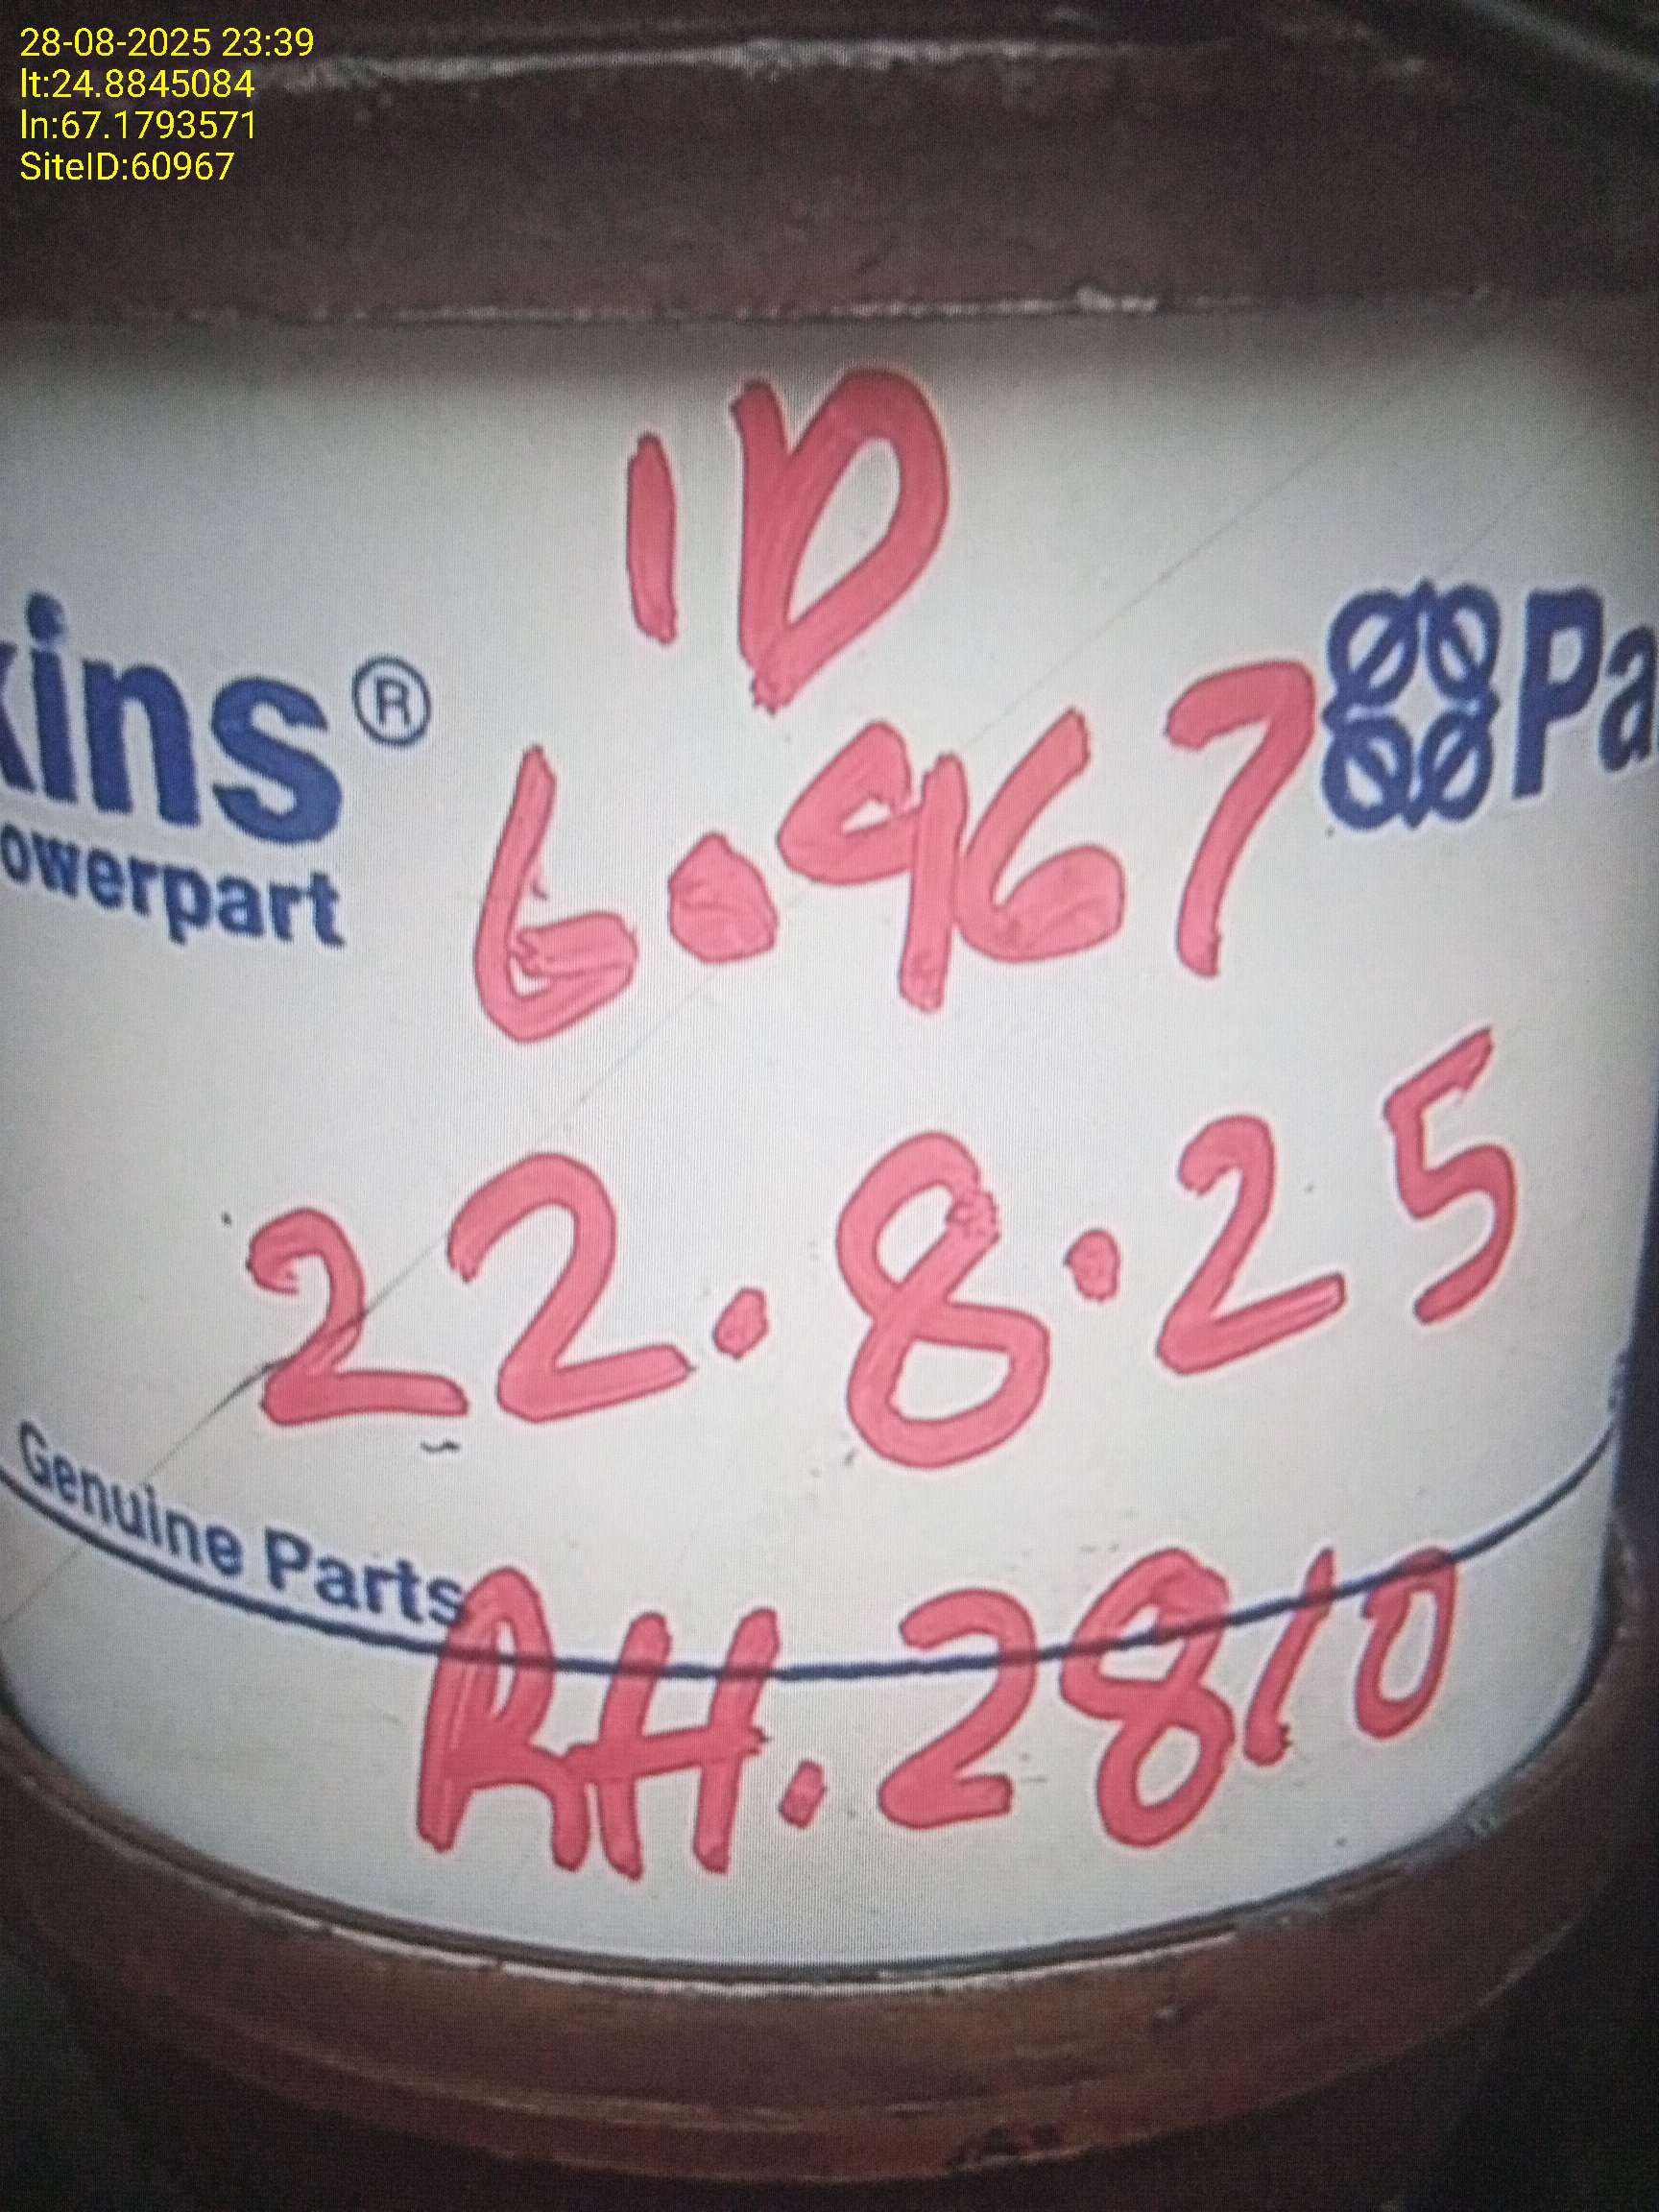 28-08-2025 23:39
lt:24.8845084
ln:67.1793571
SiteID:60967
ID
kins®
Pa
6.967
owerpart
22.8.25
Genuine Parts
RH.2810